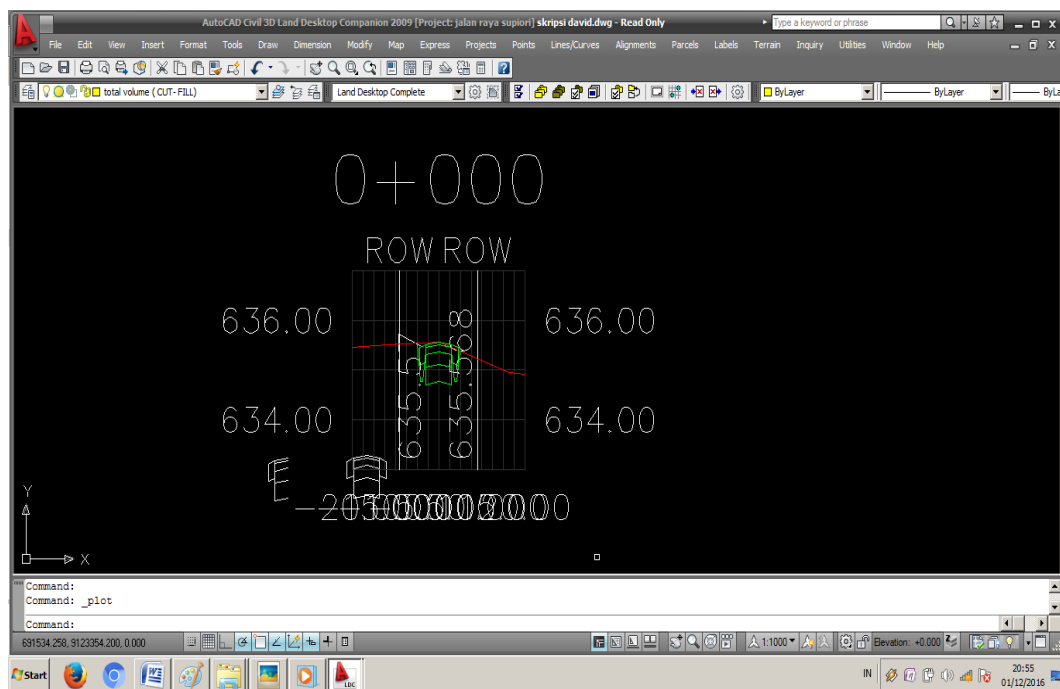 AutoCAD Civil 3D Land Desktop Companion 2009 [Project: jalan raya supiori] skripsi david.dwg - Read Only
Type a keyword or phrase
File Edit View Insert Format Tools Draw Dimension Modify Map Express Projects Points Lines/Curves Alignments Parcels Labels Terrain Inquiry Utilities Window Help
total volume (CUT-FILL) Land Desktop Complete ByLayer ByLayer
0+000
ROW ROW
636.00 636.00
634.00 634.00
Y
X
Command:
Command: _plot
Command:
691534.258, 9123354.200, 0.000 1:1000 Elevation: +0.000
Start LDC IN 20:55
01/12/2016